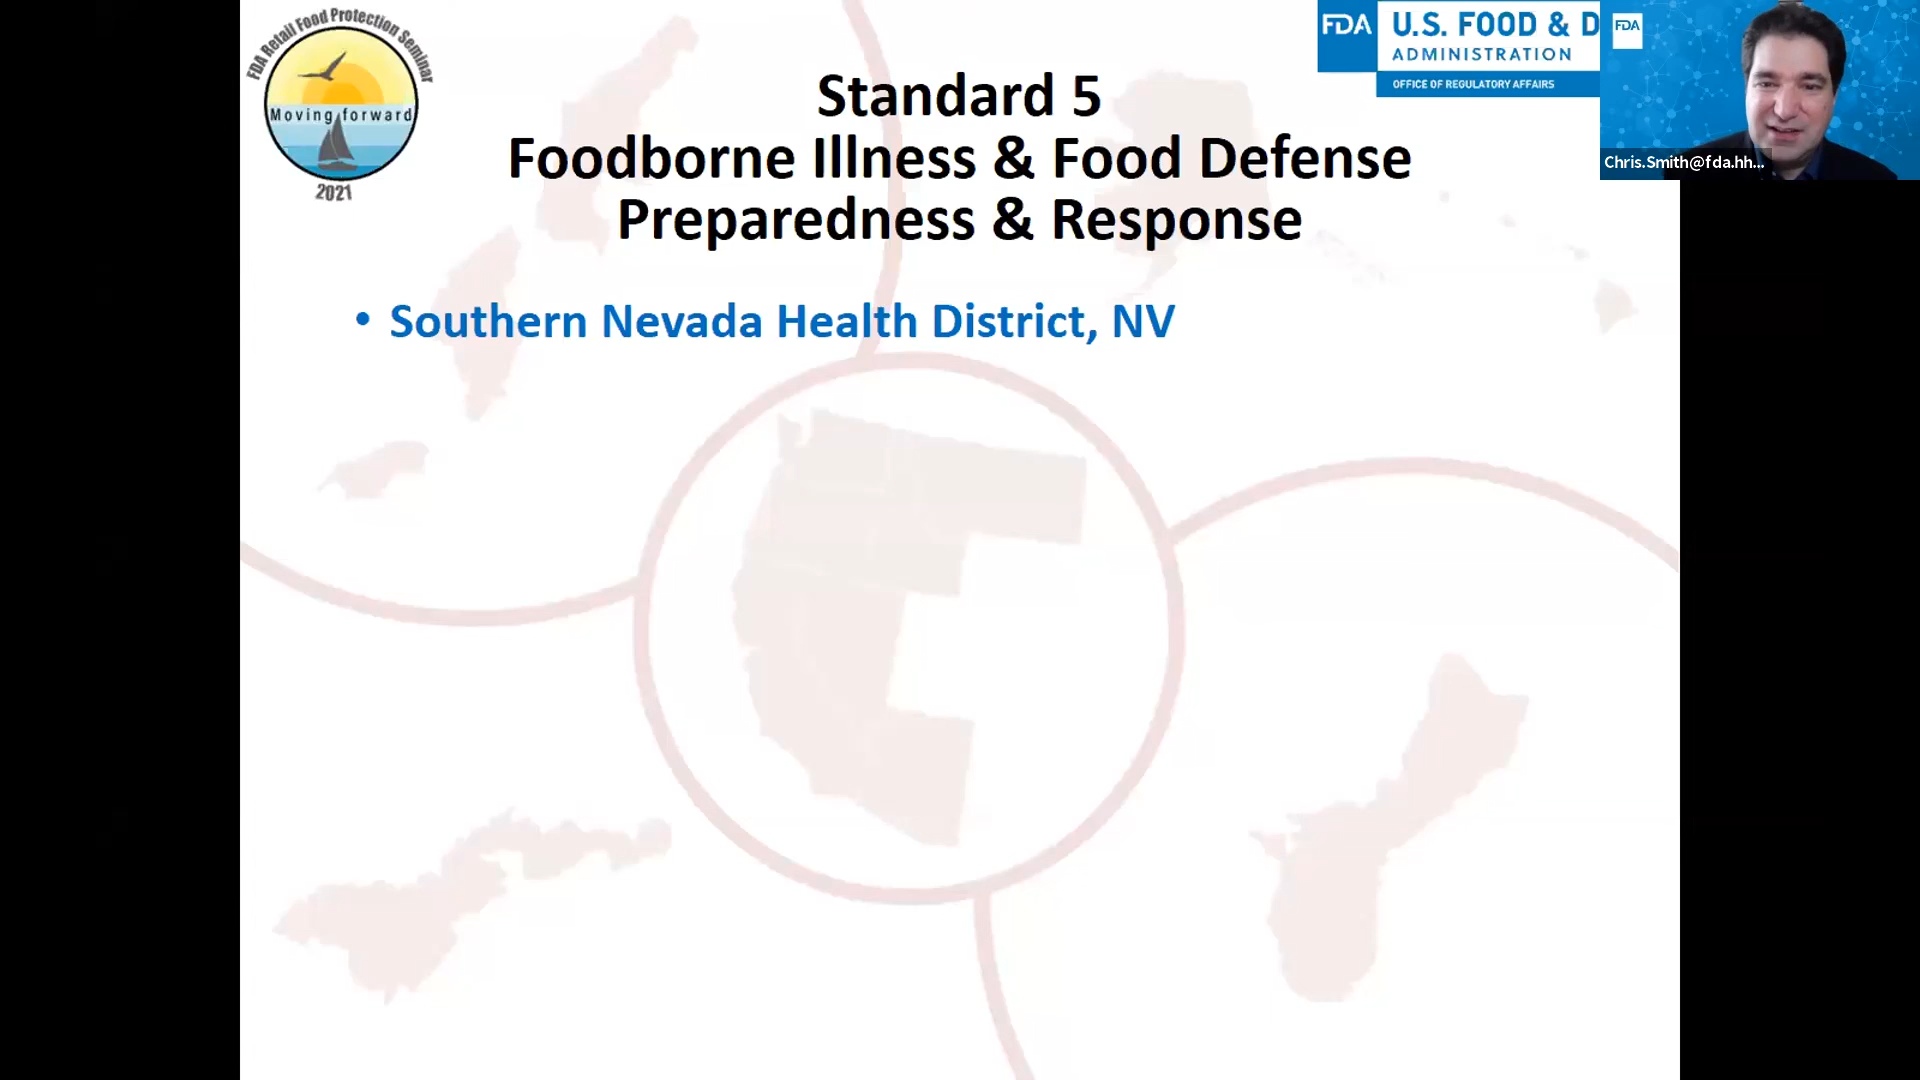 FDA Retail Food Protection Seminar
Moving forward
2021
FDA
U.S. FOOD & D
ADMINISTRATION
OFFICE OF REGULATORY AFFAIRS
FDA
Chris.Smith@fda.hh...
Standard 5
Foodborne Illness & Food Defense
Preparedness & Response
• Southern Nevada Health District, NV